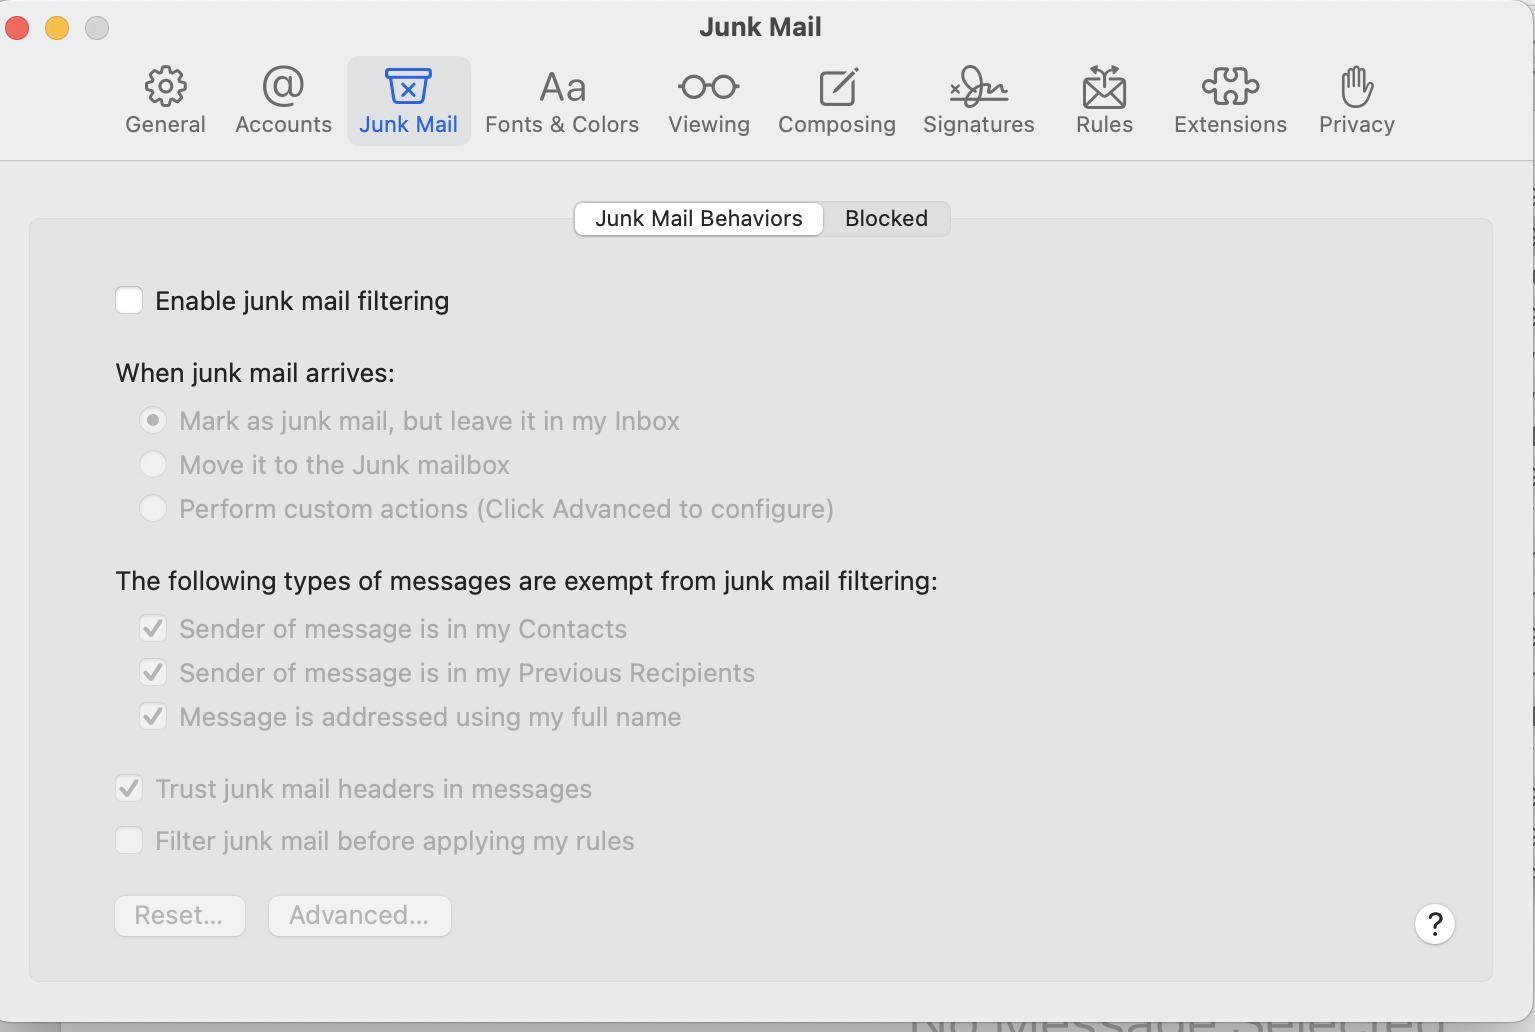 Junk Mail
General Accounts Junk Mail Fonts & Colors Viewing Composing Signatures Rules Extensions Privacy
Junk Mail Behaviors Blocked
Enable junk mail filtering
When junk mail arrives:
Mark as junk mail, but leave it in my Inbox
Move it to the Junk mailbox
Perform custom actions (Click Advanced to configure)
The following types of messages are exempt from junk mail filtering:
Sender of message is in my Contacts
Sender of message is in my Previous Recipients
Message is addressed using my full name
Trust junk mail headers in messages
Filter junk mail before applying my rules
Reset... Advanced...
?
No Message Selected